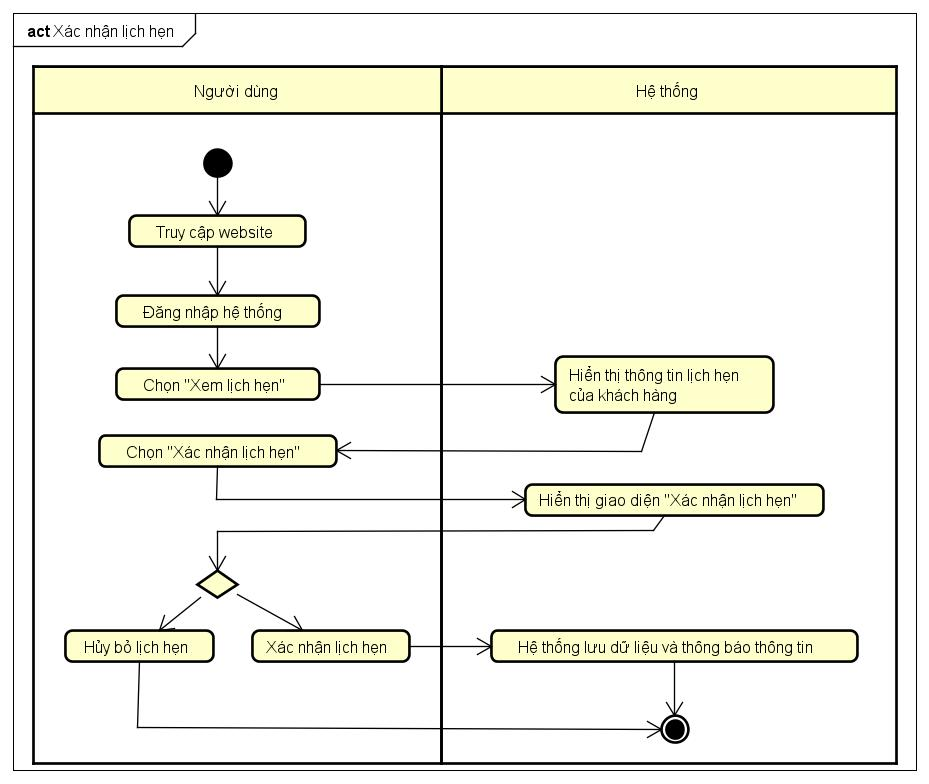 act Xác nhận lịch hẹn
Người dùng
Hệ thống
Truy cập website
Đăng nhập hệ thống
Chọn "Xem lịch hẹn"
Hiển thị thông tin lịch hẹn
của khách hàng
Chọn "Xác nhận lịch hẹn"
Hiển thị giao diện "Xác nhận lịch hẹn"
Hủy bỏ lịch hẹn
Xác nhận lịch hẹn
Hệ thống lưu dữ liệu và thông báo thông tin